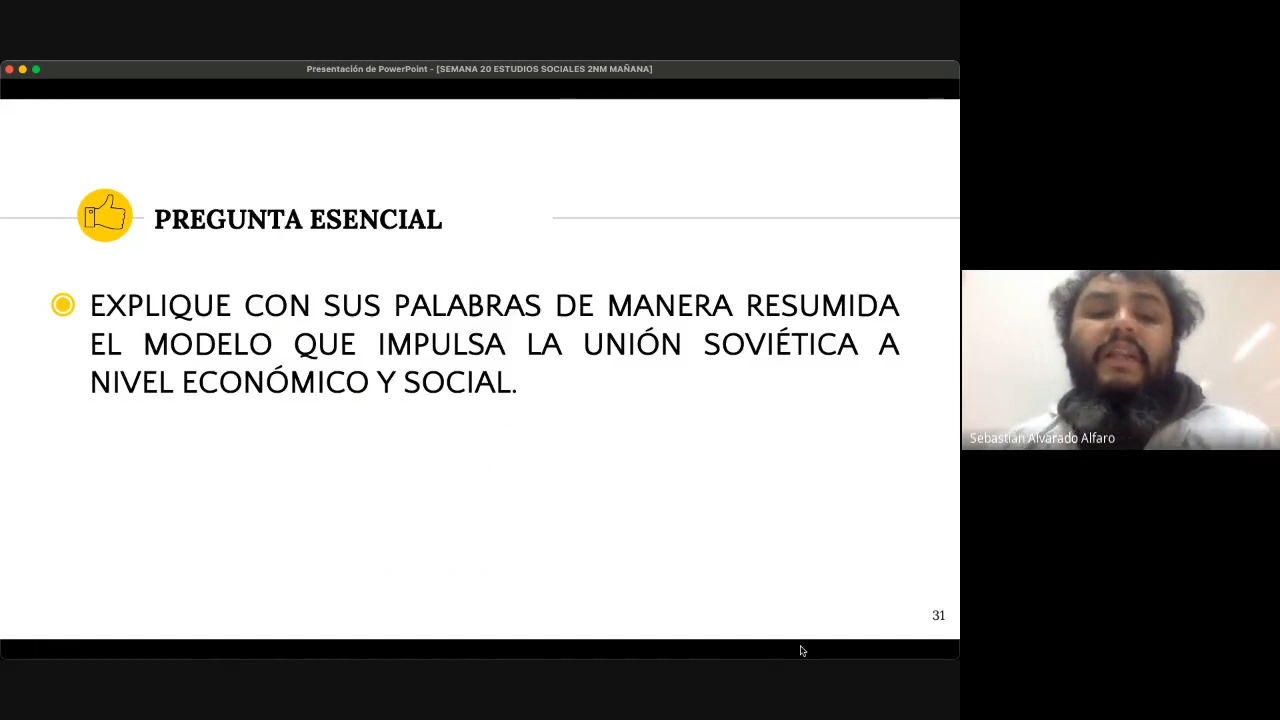 Presentación de PowerPoint - [SEMANA 20 ESTUDIOS SOCIALES 2NM MAÑANA]
PREGUNTA ESENCIAL
EXPLIQUE CON SUS PALABRAS DE MANERA RESUMIDA
EL MODELO QUE IMPULSA LA UNIÓN SOVIÉTICA A
NIVEL ECONÓMICO Y SOCIAL.
Sebastián Alvarado Alfaro
31